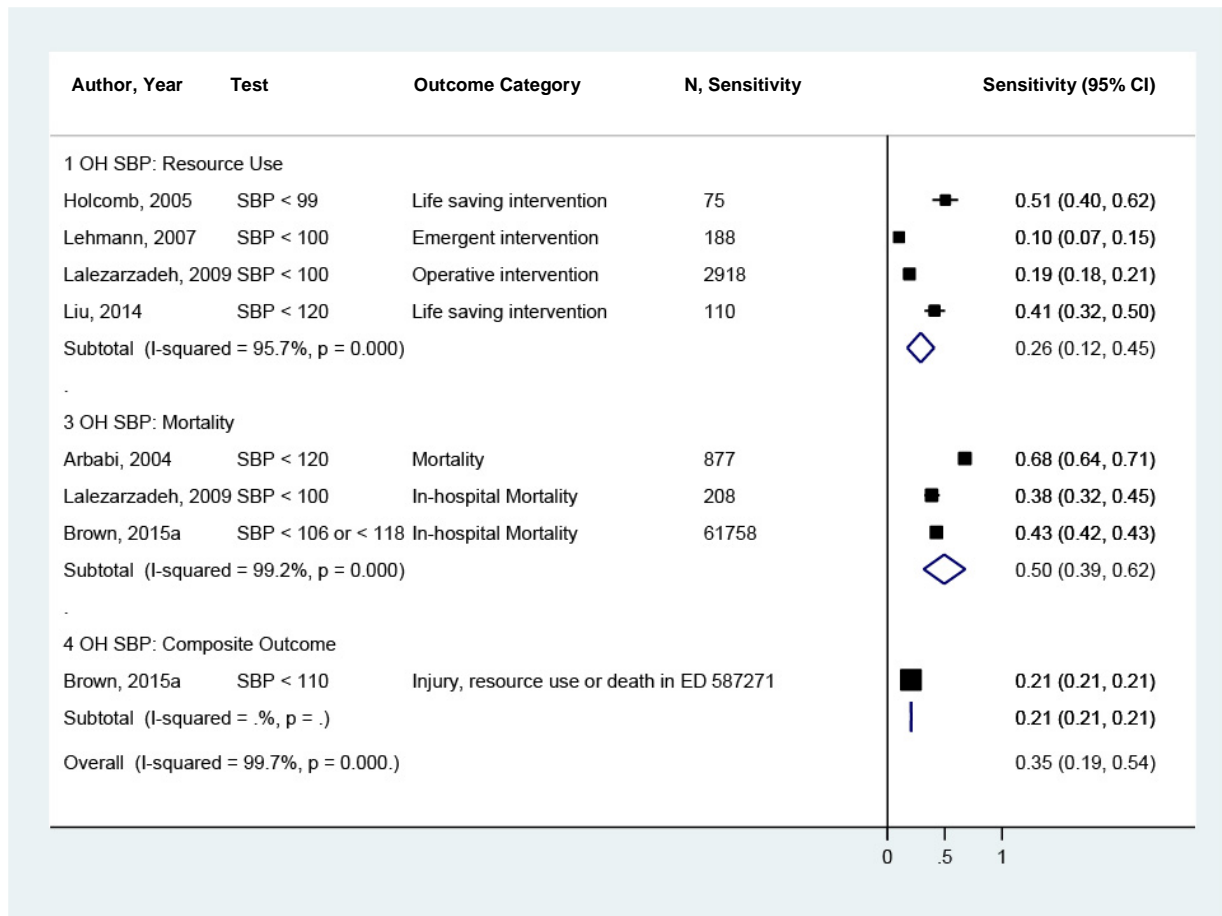 Author, Year Test Outcome Category N, Sensitivity Sensitivity (95% CI)
1 OH SBP: Resource Use
Holcomb, 2005 SBP < 99 Life saving intervention 75 0.51 (0.40, 0.62)
Lehmann, 2007 SBP < 100 Emergent intervention 188 0.10 (0.07, 0.15)
Lalezarzadeh, 2009 SBP < 100 Operative intervention 2918 0.19 (0.18, 0.21)
Liu, 2014 SBP < 120 Life saving intervention 110 0.41 (0.32, 0.50)
Subtotal (I-squared = 95.7%, p = 0.000) 0.26 (0.12, 0.45)
.
3 OH SBP: Mortality
Arbabi, 2004 SBP < 120 Mortality 877 0.68 (0.64, 0.71)
Lalezarzadeh, 2009 SBP < 100 In-hospital Mortality 208 0.38 (0.32, 0.45)
Brown, 2015a SBP < 106 or < 118 In-hospital Mortality 61758 0.43 (0.42, 0.43)
Subtotal (I-squared = 99.2%, p = 0.000) 0.50 (0.39, 0.62)
.
4 OH SBP: Composite Outcome
Brown, 2015a SBP < 110 Injury, resource use or death in ED 587271 0.21 (0.21, 0.21)
Subtotal (I-squared = .%, p = .) 0.21 (0.21, 0.21)
Overall (I-squared = 99.7%, p = 0.000.) 0.35 (0.19, 0.54)
0 .5 1